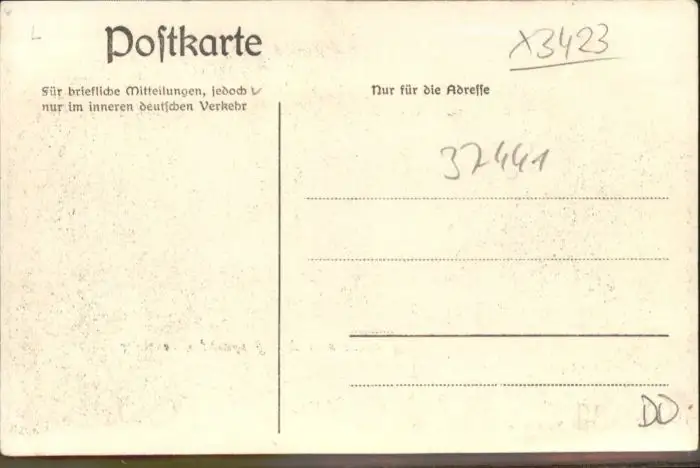 L
Poſtkarte
X3423
Für briefliche Mitteilungen, jedoch
nur im inneren deutſchen Verkehr
Nur für die Adreſſe
37441
DD.